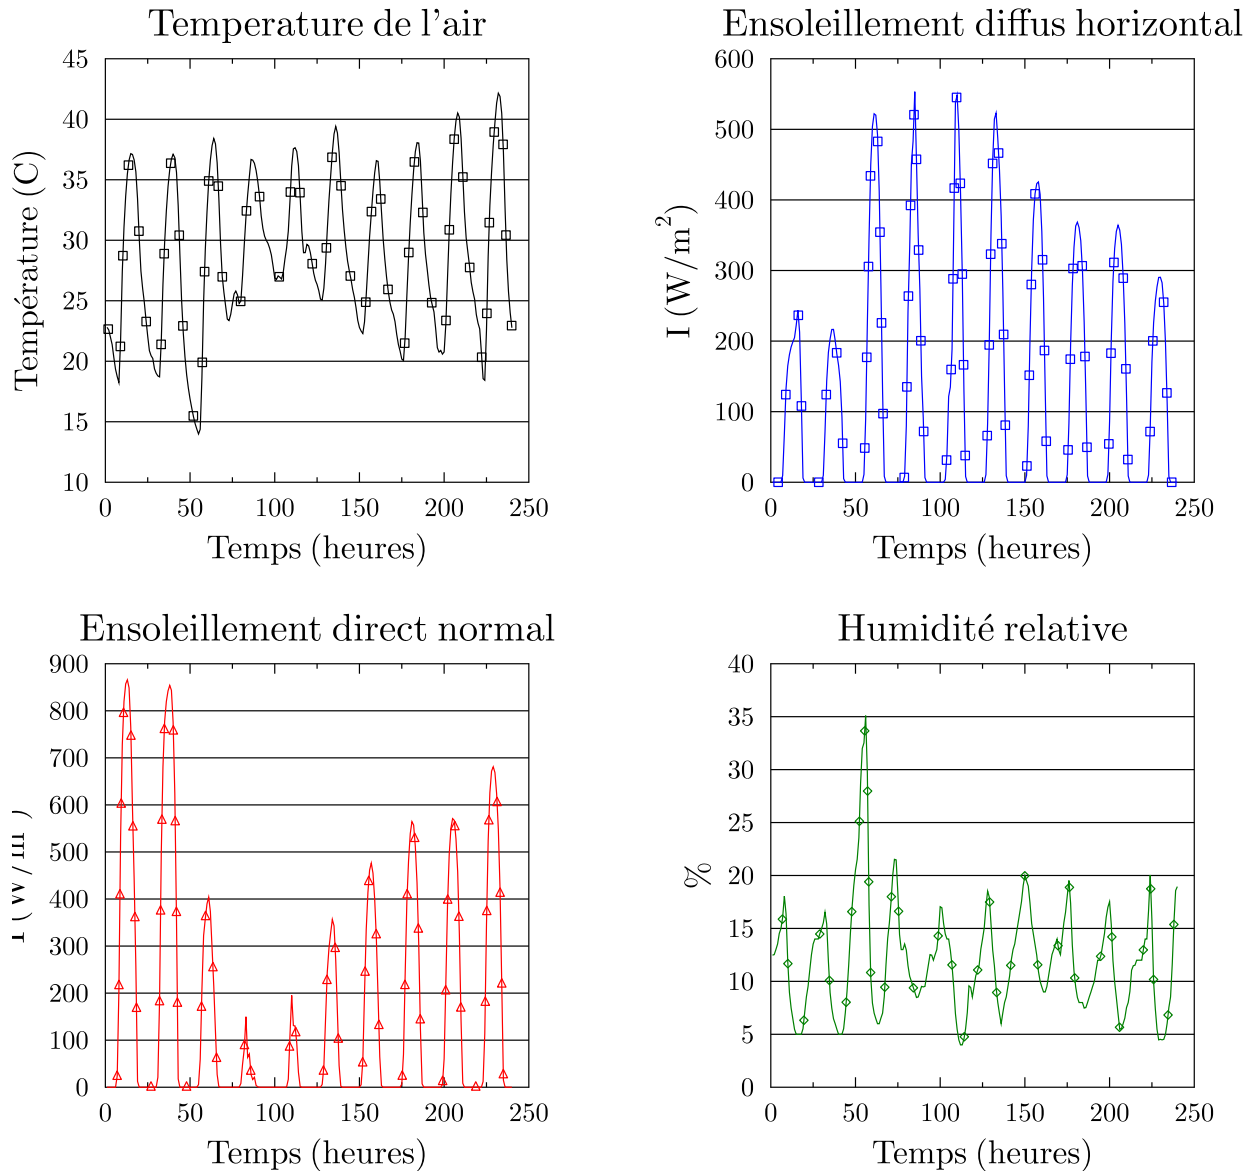 Temperature de l'air
45
40
35
30
25
20
15
10
0 50 100 150 200 250
Température (C)
Temps (heures)
Ensoleillement diffus horizontal
600
500
400
300
200
100
0
0 50 100 150 200 250
I (W/m²)
Temps (heures)
Ensoleillement direct normal
900
800
700
600
500
400
300
200
100
0
0 50 100 150 200 250
Temps (heures)
Humidité relative
40
35
30
25
20
15
10
5
0
0 50 100 150 200 250
%
Temps (heures)